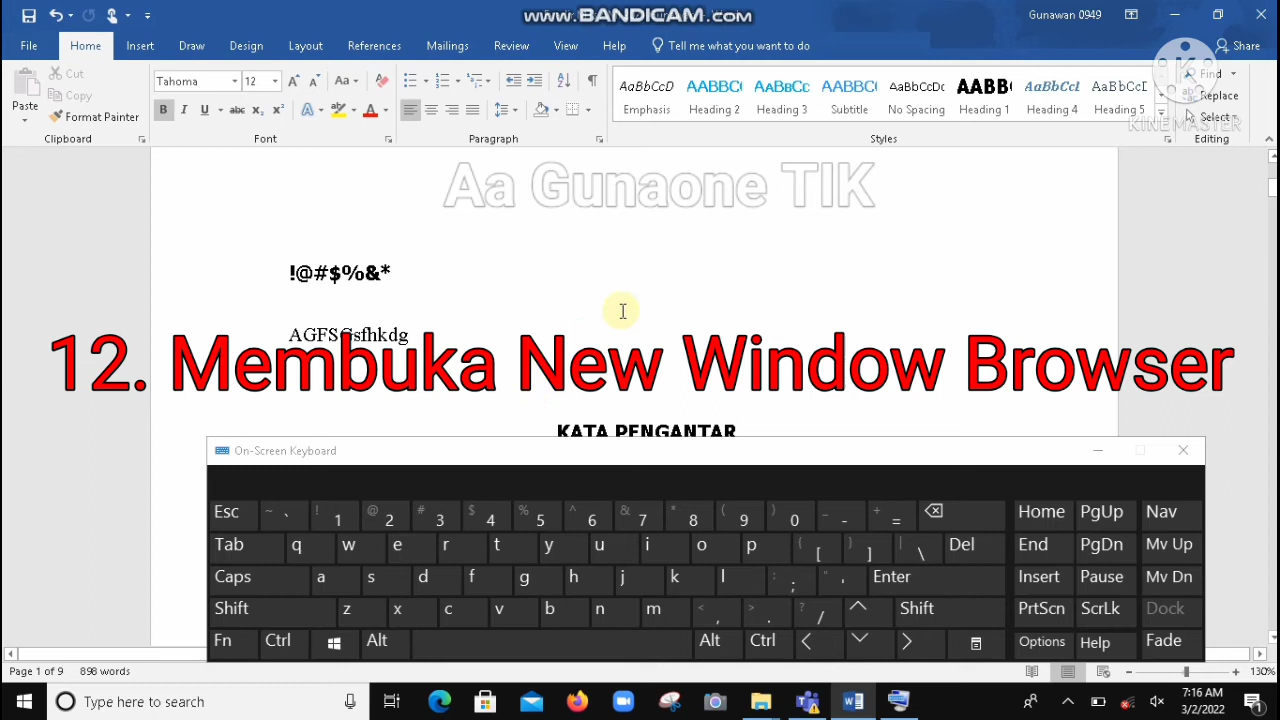 www.BANDICAM.com
Gunawan 0949
File Home Insert Draw Design Layout References Mailings Review View Help Tell me what you want to do Share
Paste
Cut
Copy
Format Painter
Clipboard
Tahoma 12
Font
Paragraph
AaBbCcD AABBC AABBCC AABBC AaBbCcDc AABB AaBbCcI AaBbCcI
Emphasis Heading 2 Heading 3 Subtitle No Spacing Heading 1 Heading 4 Heading 5
Styles
Find
Replace
Select
Editing
KINEMASTER
Aa Gunaone TIK
!@#$%&*
AGFSGsfhkdg
12. Membuka New Window Browser
KATA PENGANTAR
On-Screen Keyboard
Esc ~ ` ! 1 @ 2 # 3 $ 4 % 5 ^ 6 & 7 * 8 ( 9 ) 0 _ - + = Home PgUp Nav
Tab q w e r t y u i o p { [ } ] | \ Del End PgDn Mv Up
Caps a s d f g h j k l : ; " ' Enter Insert Pause Mv Dn
Shift z x c v b n m < , > . ? / Shift PrtScn ScrLk Dock
Fn Ctrl Alt Alt Ctrl Options Help Fade
Page 1 of 9 898 words 130%
Type here to search
7:16 AM
3/2/2022